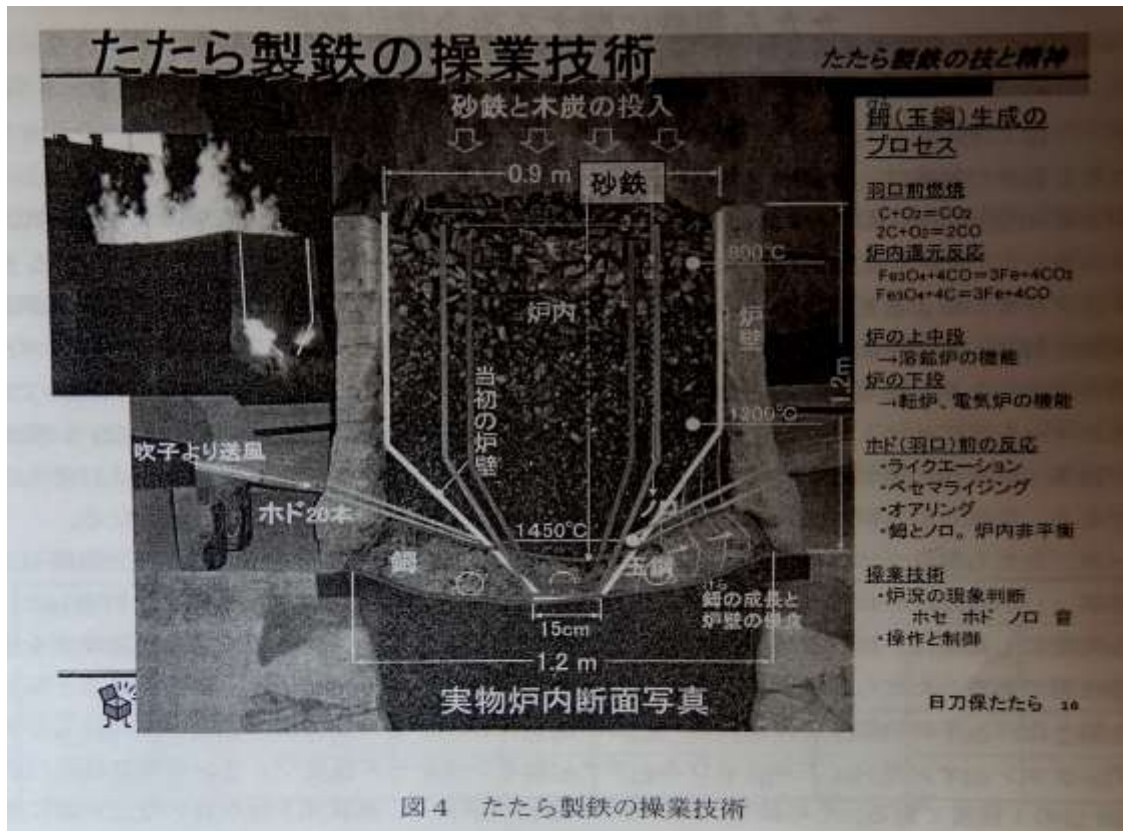 たたら製鉄の操業技術
たたら製鉄の技と精神
砂鉄と木炭の投入
0.9 m
砂鉄
800℃
炉内
炉壁
当初の炉壁
1.2m
1200℃
吹子より送風
ホド20本
ノロ
1450℃
鉧
玉鋼
15cm
けら
鉧の成長と
炉壁の侵食
1.2 m
実物炉内断面写真
けら
鉧(玉鋼)生成の
プロセス
羽口前燃焼
C+O₂=CO₂
2C+O₂=2CO
炉内還元反応
Fe₃O₄+4CO=3Fe+4CO₂
Fe₃O₄+4C=3Fe+4CO
炉の上中段
→溶鉱炉の機能
炉の下段
→転炉、電気炉の機能
ホド(羽口)前の反応
・ライクエーション
・ベセマライジング
・オアリング
・鉧とノロ。炉内非平衡
操業技術
・炉況の現象判断
ホセ ホド ノロ 音
・操作と制御
日刀保たたら 10
図4 たたら製鉄の操業技術